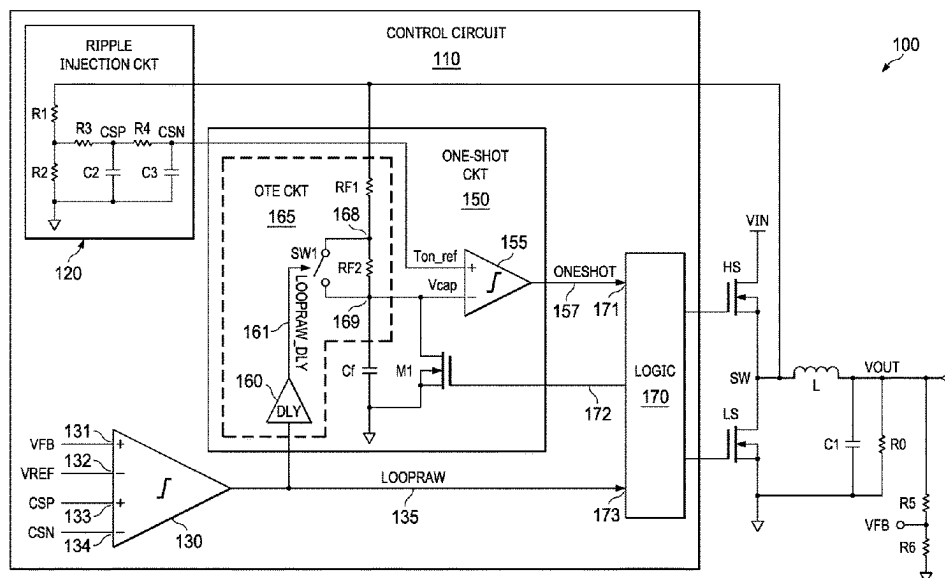 CONTROL CIRCUIT
110
100
RIPPLE
INJECTION CKT
R1
R3
CSP
R4
CSN
R2
C2
C3
120
ONE-SHOT
CKT
150
OTE CKT
165
RF1
168
SW1
RF2
169
LOOPRAW_DLY
161
160
DLY
Cf
M1
Ton_ref
+
Vcap
−
155
ONESHOT
157
171
LOGIC
170
172
173
VIN
HS
SW
LS
L
VOUT
C1
R0
R5
VFB
R6
VFB
131
+
VREF
132
−
CSP
133
+
CSN
134
−
130
LOOPRAW
135